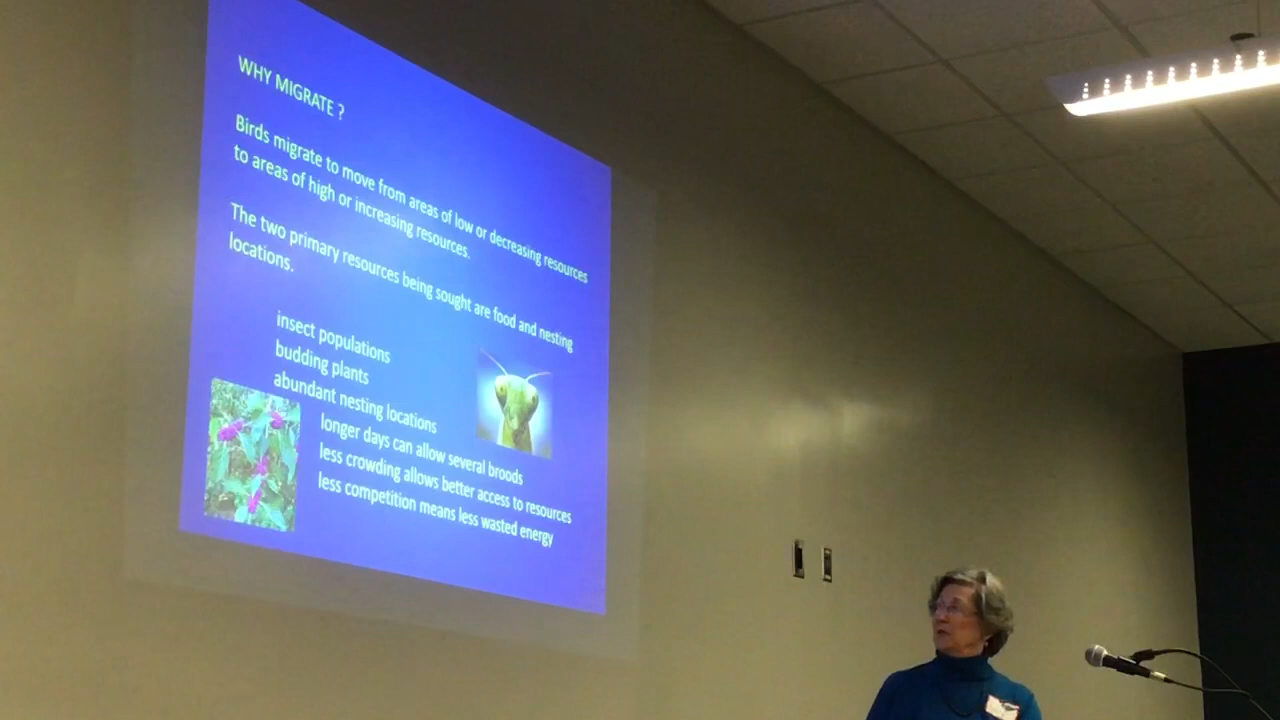 WHY MIGRATE ?
Birds migrate to move from areas of low or decreasing resources
to areas of high or increasing resources.
The two primary resources being sought are food and nesting
locations.
insect populations
budding plants
abundant nesting locations
longer days can allow several broods
less crowding allows better access to resources
less competition means less wasted energy